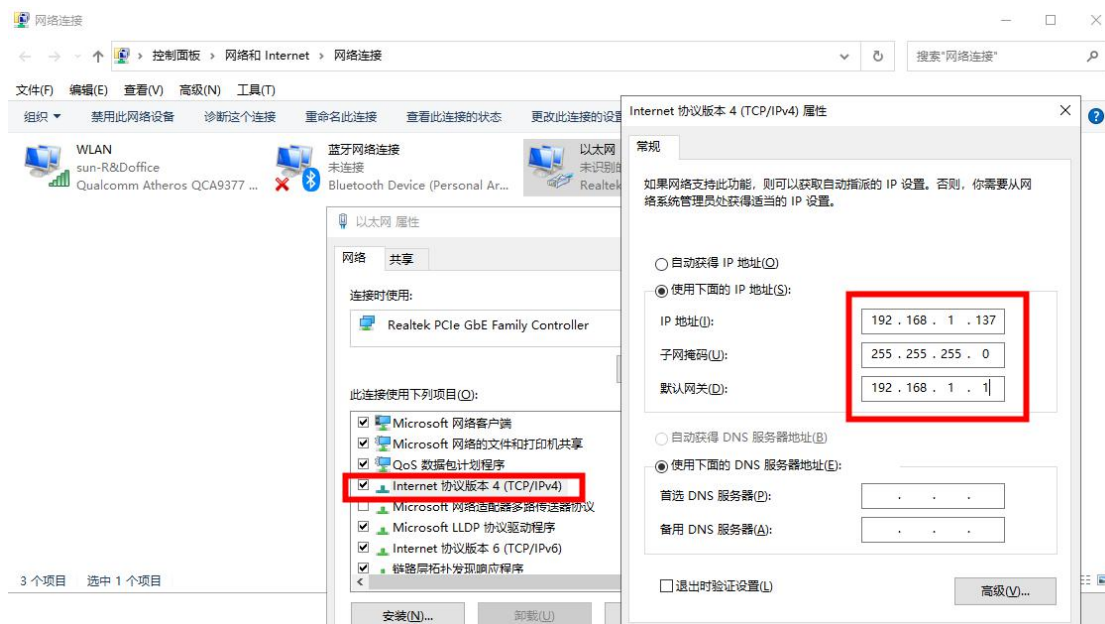 网络连接
控制面板 › 网络和 Internet › 网络连接
搜索"网络连接"
文件(F) 编辑(E) 查看(V) 高级(N) 工具(T)
组织 禁用此网络设备 诊断这个连接 重命名此连接 查看此连接的状态 更改此连接的设置
WLAN
sun-R&Doffice
Qualcomm Atheros QCA9377 ...
蓝牙网络连接
未连接
Bluetooth Device (Personal Ar...
以太网
未识别的
Realtek
以太网 属性
网络 共享
连接时使用:
Realtek PCIe GbE Family Controller
此连接使用下列项目(O):
Microsoft 网络客户端
Microsoft 网络的文件和打印机共享
QoS 数据包计划程序
Internet 协议版本 4 (TCP/IPv4)
Microsoft 网络适配器多路传送器协议
Microsoft LLDP 协议驱动程序
Internet 协议版本 6 (TCP/IPv6)
链路层拓扑发现响应程序
安装(N)... 卸载(U)
3 个项目 选中 1 个项目
Internet 协议版本 4 (TCP/IPv4) 属性
常规
如果网络支持此功能，则可以获取自动指派的 IP 设置。否则，你需要从网
络系统管理员处获得适当的 IP 设置。
自动获得 IP 地址(O)
使用下面的 IP 地址(S):
IP 地址(I): 192 . 168 . 1 . 137
子网掩码(U): 255 . 255 . 255 . 0
默认网关(D): 192 . 168 . 1 . 1
自动获得 DNS 服务器地址(B)
使用下面的 DNS 服务器地址(E):
首选 DNS 服务器(P): . . .
备用 DNS 服务器(A): . . .
退出时验证设置(L)
高级(V)...